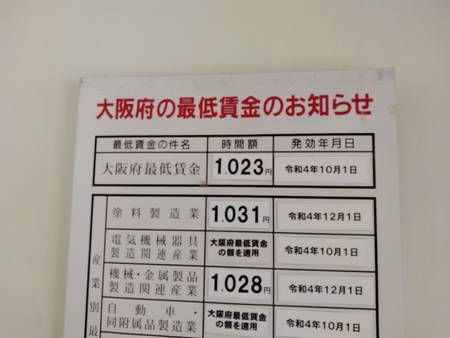 大阪府の最低賃金のお知らせ
最低賃金の件名 時間額 発効年月日
大阪府最低賃金 1.023円 令和4年10月1日
塗料製造業 1.031円 令和4年12月1日
電気機械器具
製造関連産業
大阪府最低賃金
の額を適用
令和4年10月1日
機械・金属製品
製造関連産業
1.028円 令和4年12月1日
自動車・
同附属品製造業
大阪府最低賃金
の額を適用
令和4年10月1日
産業別最